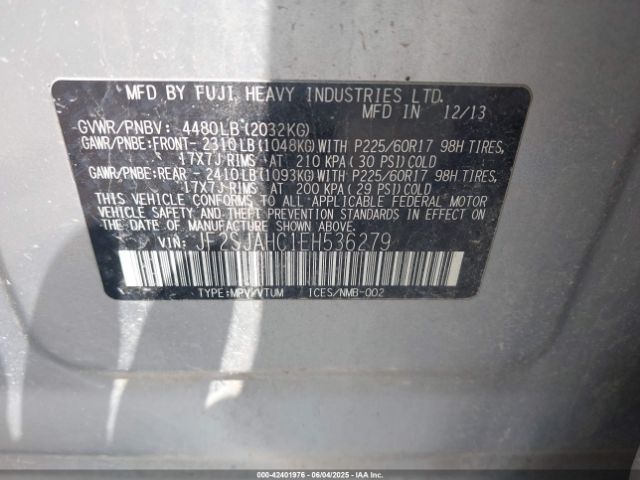 MFD BY FUJI HEAVY INDUSTRIES LTD.
MFD IN 12/13
GVWR/PNBV: 4480LB(2032KG)
GAWR/PNBE:FRONT- 2310LB(1048KG)WITH P225/60R17 98H TIRES,
17X7J RIMS AT 210 KPA(30 PSI)COLD
GAWR/PNBE:REAR - 2410LB(1093KG)WITH P225/60R17 98H TIRES,
17X7J RIMS AT 200 KPA(29 PSI)COLD
THIS VEHICLE CONFORMS TO ALL APPLICABLE FEDERAL MOTOR
VEHICLE SAFETY AND THEFT PREVENTION STANDARDS IN EFFECT ON
THE DATE OF MANUFACTURE SHOWN ABOVE.
VIN: JF2SJAHC1EH536279
TYPE:MPV/VTUM ICES/NMB-002
000-42401976 - 06/04/2025 - IAAI.COM